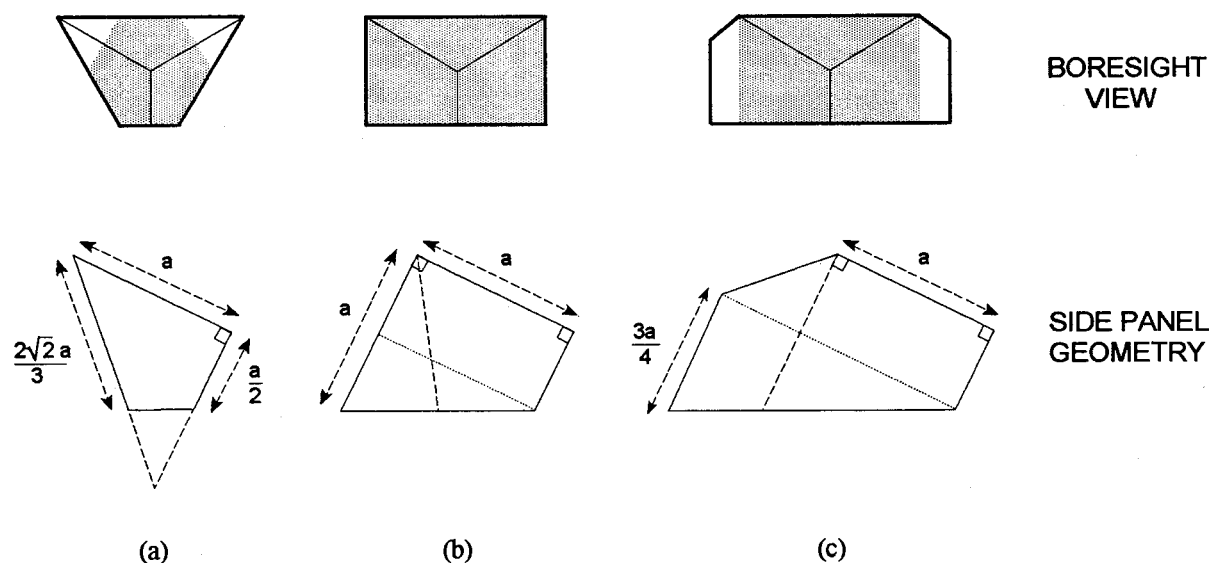 BORESIGHT
VIEW
a
2√2 a
3
a
2
a
a
a
3a
4
SIDE PANEL
GEOMETRY
(a)
(b)
(c)